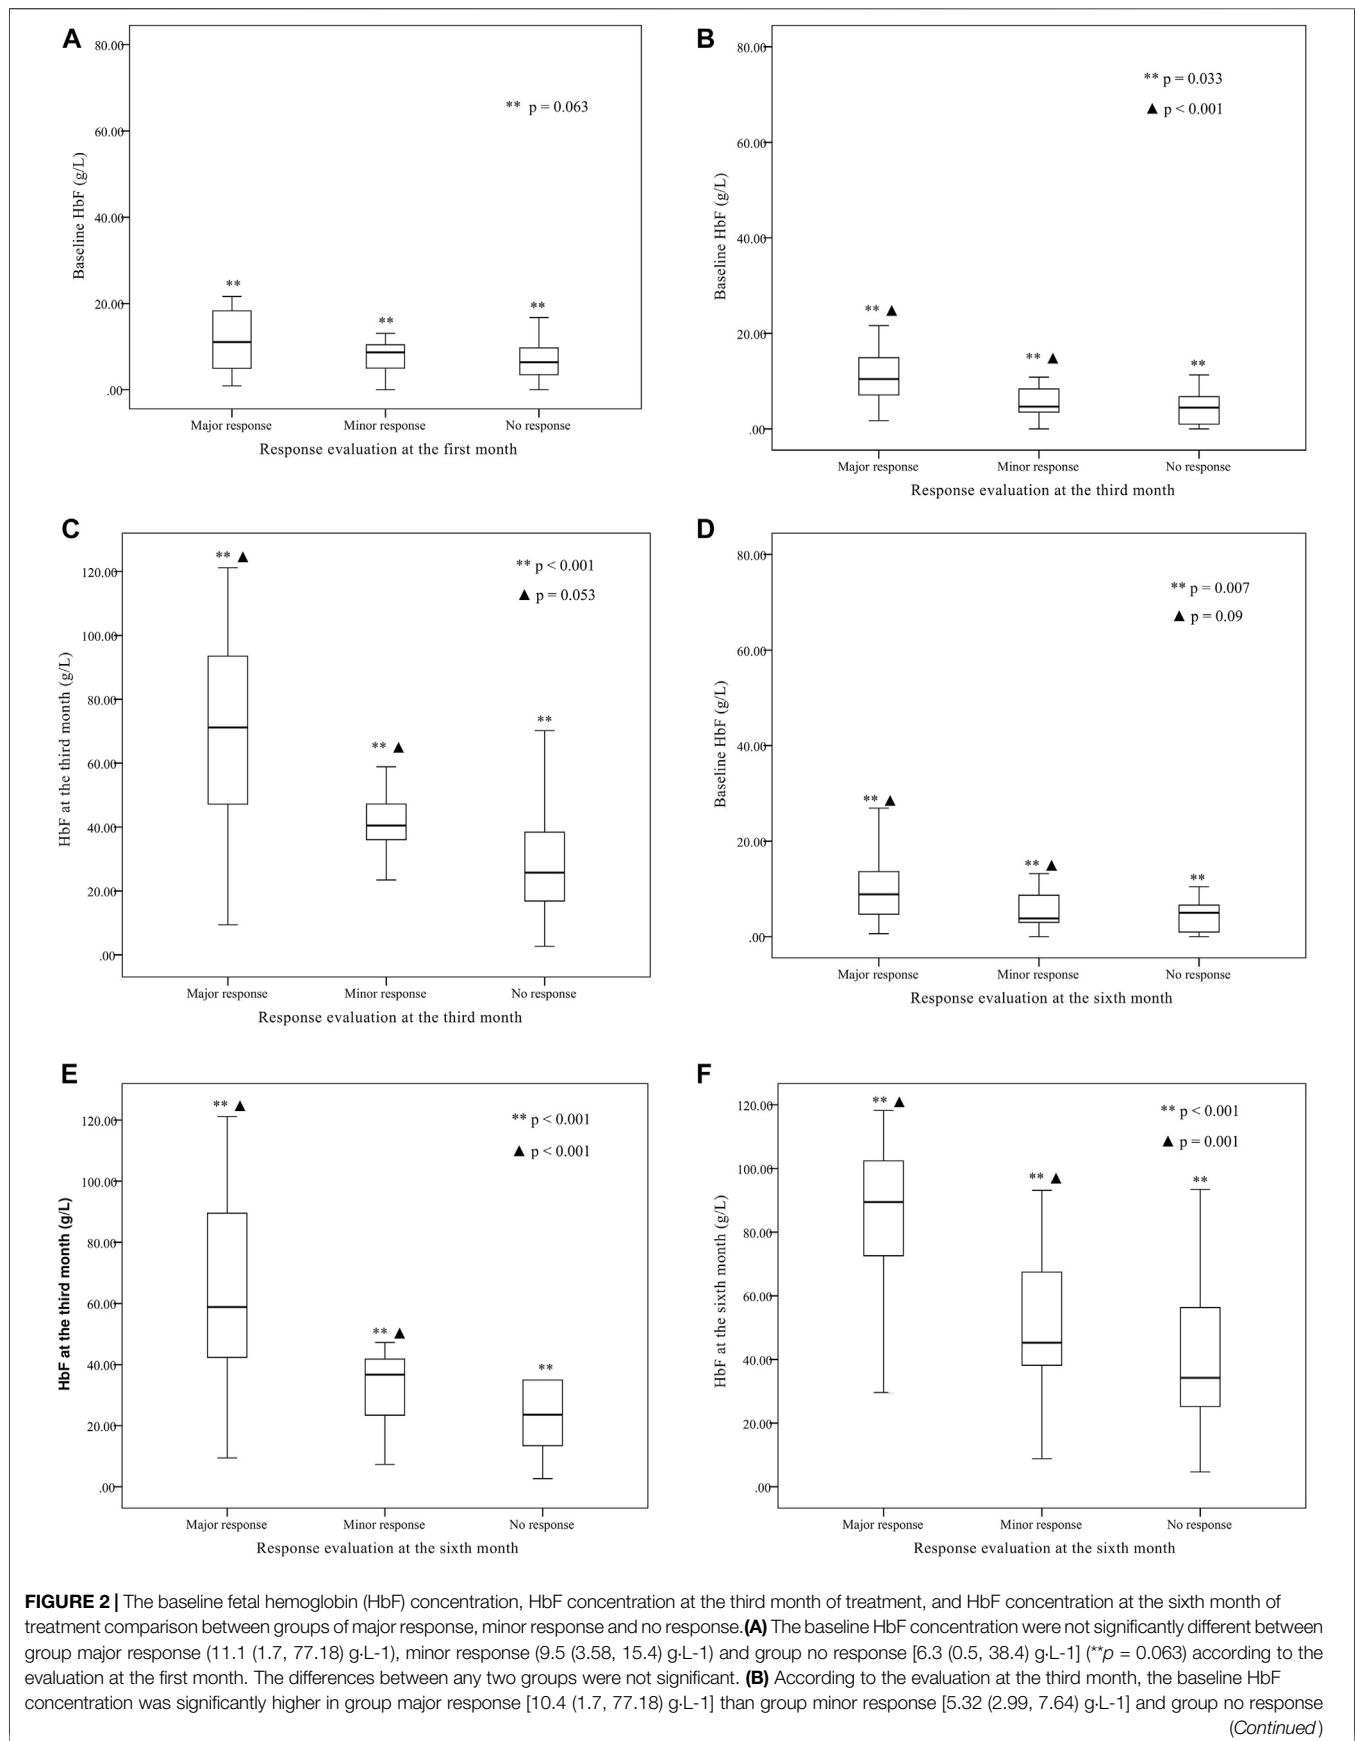 A
80.00
60.00
40.00
20.00
.00
Baseline HbF (g/L)
** p = 0.063
**
**
**
Major response
Minor response
No response
Response evaluation at the first month
B
80.00
60.00
40.00
20.00
.00
Baseline HbF (g/L)
** p = 0.033
▲ p < 0.001
** ▲
** ▲
**
Major response
Minor response
No response
Response evaluation at the third month
C
120.00
100.00
80.00
60.00
40.00
20.00
.00
HbF at the third month (g/L)
** p < 0.001
▲ p = 0.053
** ▲
** ▲
**
Major response
Minor response
No response
Response evaluation at the third month
D
80.00
60.00
40.00
20.00
.00
Baseline HbF (g/L)
** p = 0.007
▲ p = 0.09
** ▲
** ▲
**
Major response
Minor response
No response
Response evaluation at the sixth month
E
120.00
100.00
80.00
60.00
40.00
20.00
.00
HbF at the third month (g/L)
** p < 0.001
▲ p < 0.001
** ▲
** ▲
**
Major response
Minor response
No response
Response evaluation at the sixth month
F
120.00
100.00
80.00
60.00
40.00
20.00
.00
HbF at the sixth month (g/L)
** p < 0.001
▲ p = 0.001
** ▲
** ▲
**
Major response
Minor response
No response
Response evaluation at the sixth month
FIGURE 2 | The baseline fetal hemoglobin (HbF) concentration, HbF concentration at the third month of treatment, and HbF concentration at the sixth month of
treatment comparison between groups of major response, minor response and no response. (A) The baseline HbF concentration were not significantly different between
group major response (11.1 (1.7, 77.18) g·L-1), minor response (9.5 (3.58, 15.4) g·L-1) and group no response [6.3 (0.5, 38.4) g·L-1] (**p = 0.063) according to the
evaluation at the first month. The differences between any two groups were not significant. (B) According to the evaluation at the third month, the baseline HbF
concentration was significantly higher in group major response [10.4 (1.7, 77.18) g·L-1] than group minor response [5.32 (2.99, 7.64) g·L-1] and group no response
(Continued)